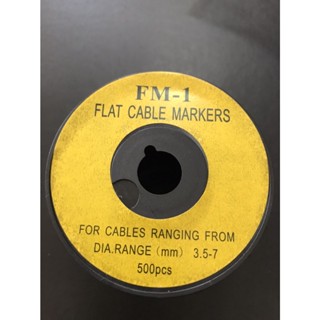 FM-1
FLAT CABLE MARKERS
FOR CABLES RANGING FROM
DIA.RANGE (mm) 3.5-7
500pcs